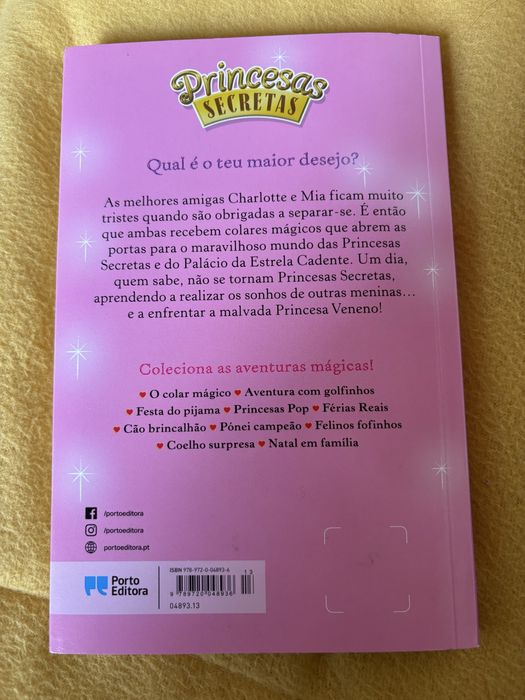 Princesas
SECRETAS
Qual é o teu maior desejo?
As melhores amigas Charlotte e Mia ficam muito
tristes quando são obrigadas a separar-se. É então
que ambas recebem colares mágicos que abrem as
portas para o maravilhoso mundo das Princesas
Secretas e do Palácio da Estrela Cadente. Um dia,
quem sabe, não se tornam Princesas Secretas,
aprendendo a realizar os sonhos de outras meninas...
e a enfrentar a malvada Princesa Veneno!
Coleciona as aventuras mágicas!
♥ O colar mágico ♥ Aventura com golfinhos
♥ Festa do pijama ♥ Princesas Pop ♥ Férias Reais
♥ Cão brincalhão ♥ Pónei campeão ♥ Felinos fofinhos
♥ Coelho surpresa ♥ Natal em família
/portoeditora
/portoeditora
portoeditora.pt
Porto
Editora
ISBN 978-972-0-04893-6
13
9 789720 048936
04893.13